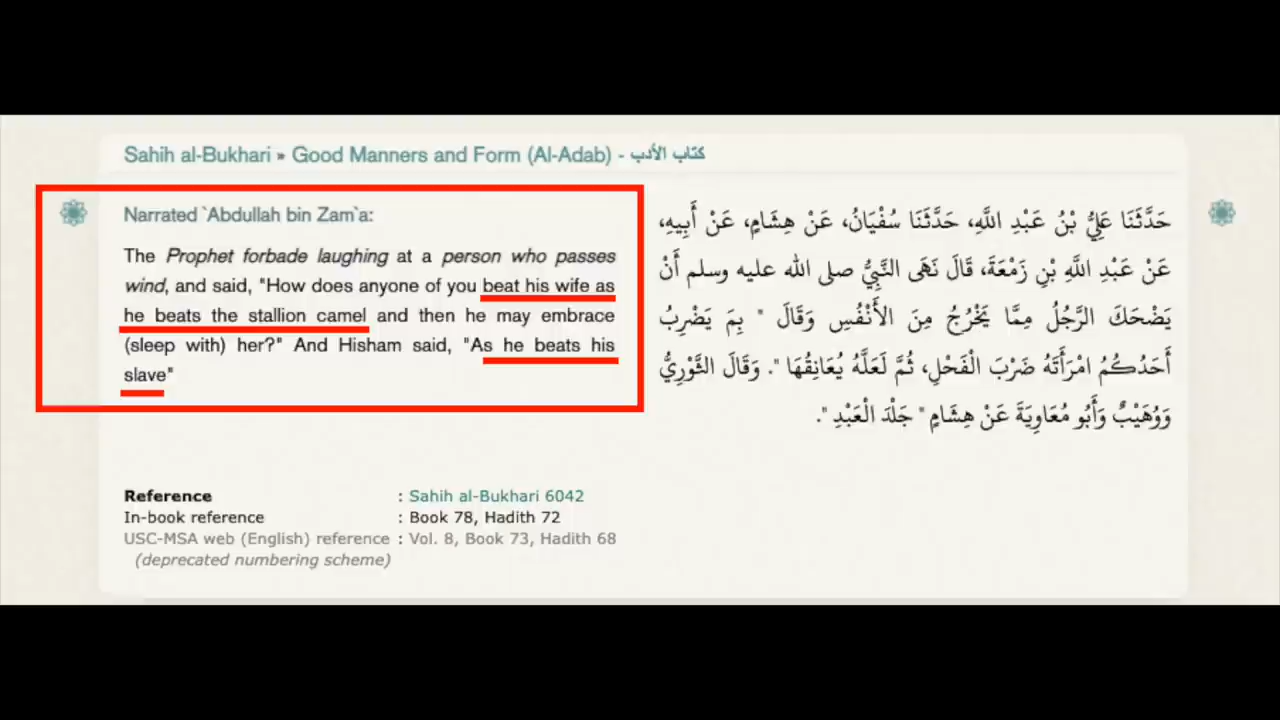 Sahih al-Bukhari » Good Manners and Form (Al-Adab) - كتاب الأدب
Narrated `Abdullah bin Zam`a:
The Prophet forbade laughing at a person who passes
wind, and said, "How does anyone of you beat his wife as
he beats the stallion camel and then he may embrace
(sleep with) her?" And Hisham said, "As he beats his
slave"
حَدَّثَنَا عَلِيُّ بْنُ عَبْدِ اللَّهِ، حَدَّثَنَا سُفْيَانُ، عَنْ هِشَامٍ، عَنْ أَبِيهِ،
عَنْ عَبْدِ اللَّهِ بْنِ زَمْعَةَ، قَالَ نَهَى النَّبِيُّ صلى الله عليه وسلم أَنْ
يَضْحَكَ الرَّجُلُ مِمَّا يَخْرُجُ مِنَ الأَنْفُسِ وَقَالَ " بِمَ يَضْرِبُ
أَحَدُكُمُ امْرَأَتَهُ ضَرْبَ الْفَحْلِ، ثُمَّ لَعَلَّهُ يُعَانِقُهَا ". وَقَالَ الثَّوْرِيُّ
وَوُهَيْبٌ وَأَبُو مُعَاوِيَةَ عَنْ هِشَامٍ " جَلْدَ الْعَبْدِ ".
Reference : Sahih al-Bukhari 6042
In-book reference : Book 78, Hadith 72
USC-MSA web (English) reference : Vol. 8, Book 73, Hadith 68
(deprecated numbering scheme)